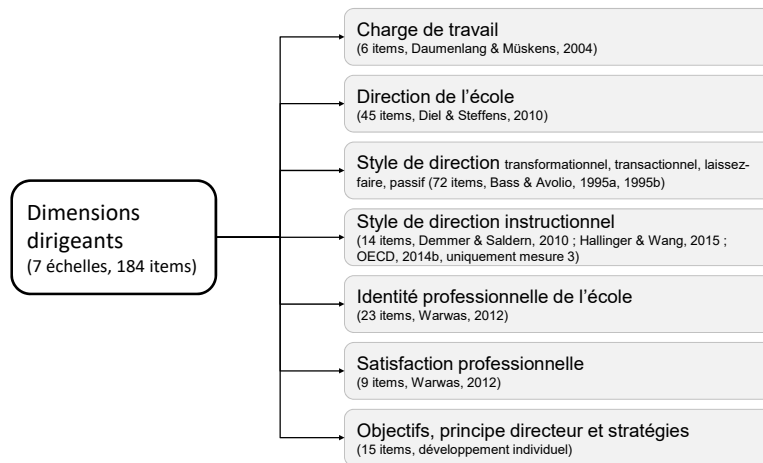 Charge de travail
(6 items, Daumenlang & Müskens, 2004)
Direction de l'école
(45 items, Diel & Steffens, 2010)
Style de direction transformationnel, transactionnel, laissez-
faire, passif (72 items, Bass & Avolio, 1995a, 1995b)
Dimensions
dirigeants
(7 échelles, 184 items)
Style de direction instructionnel
(14 items, Demmer & Saldern, 2010 ; Hallinger & Wang, 2015 ;
OECD, 2014b, uniquement mesure 3)
Identité professionnelle de l'école
(23 items, Warwas, 2012)
Satisfaction professionnelle
(9 items, Warwas, 2012)
Objectifs, principe directeur et stratégies
(15 items, développement individuel)